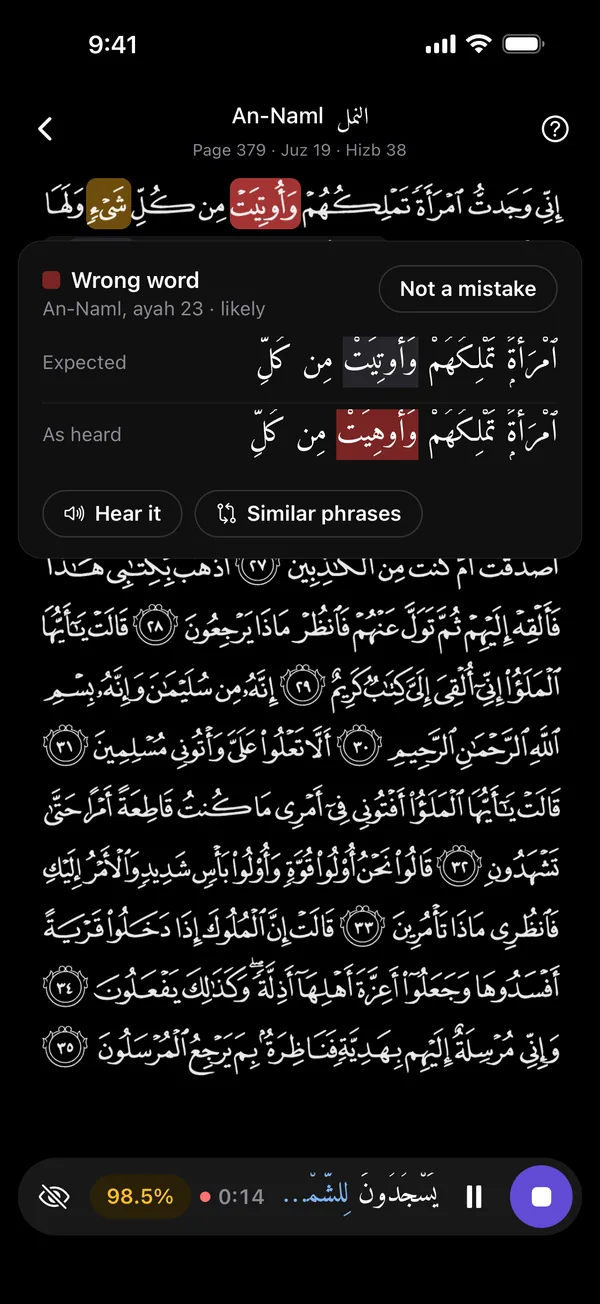 9:41
An-Naml النمل
Page 379 · Juz 19 · Hizb 38
إِنِّي وَجَدتُّ ٱمْرَأَةً تَمْلِكُهُمْ وَأُوتِيَتْ مِن كُلِّ شَىْءٍ وَلَهَا
Wrong word
Not a mistake
An-Naml, ayah 23 · likely
Expected
ٱمْرَأَةً تَمْلِكُهُمْ وَأُوتِيَتْ مِن كُلِّ
As heard
ٱمْرَأَةً تَمْلِكُهُمْ وَأُوهِيَتْ مِن كُلِّ
Hear it
Similar phrases
أَصَدَقْتَ أَمْ كُنتَ مِنَ ٱلْكَـٰذِبِينَ ٢٧ ٱذْهَب بِّكِتَـٰبِى هَـٰذَا
فَأَلْقِهْ إِلَيْهِمْ ثُمَّ تَوَلَّ عَنْهُمْ فَٱنظُرْ مَاذَا يَرْجِعُونَ ٢٨ قَالَتْ يَـٰٓأَيُّهَا
ٱلْمَلَؤُا۟ إِنِّىٓ أُلْقِىَ إِلَىَّ كِتَـٰبٌ كَرِيمٌ ٢٩ إِنَّهُۥ مِن سُلَيْمَـٰنَ وَإِنَّهُۥ بِسْمِ
ٱللَّهِ ٱلرَّحْمَـٰنِ ٱلرَّحِيمِ ٣٠ أَلَّا تَعْلُوا۟ عَلَىَّ وَأْتُونِى مُسْلِمِينَ ٣١
قَالَتْ يَـٰٓأَيُّهَا ٱلْمَلَؤُا۟ أَفْتُونِى فِىٓ أَمْرِى مَا كُنتُ قَاطِعَةً أَمْرًا حَتَّىٰ
تَشْهَدُونِ ٣٢ قَالُوا۟ نَحْنُ أُو۟لُوا۟ قُوَّةٍ وَأُو۟لُوا۟ بَأْسٍ شَدِيدٍ وَٱلْأَمْرُ إِلَيْكِ
فَٱنظُرِى مَاذَا تَأْمُرِينَ ٣٣ قَالَتْ إِنَّ ٱلْمُلُوكَ إِذَا دَخَلُوا۟ قَرْيَةً
أَفْسَدُوهَا وَجَعَلُوٓا۟ أَعِزَّةَ أَهْلِهَآ أَذِلَّةً ۖ وَكَذَٰلِكَ يَفْعَلُونَ ٣٤
وَإِنِّى مُرْسِلَةٌ إِلَيْهِم بِهَدِيَّةٍ فَنَاظِرَةٌۢ بِمَ يَرْجِعُ ٱلْمُرْسَلُونَ ٣٥
98.5% 0:14 يَسْجُدُونَ لِلشَّمْ...